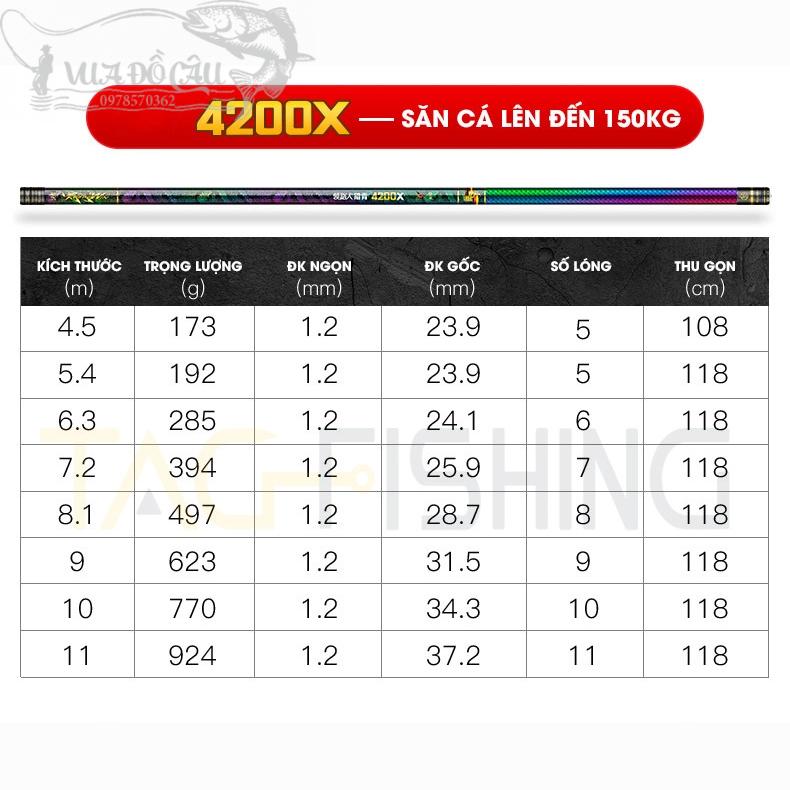 VUA ĐỒ CÂU
0978570362
4200X — SĂN CÁ LÊN ĐẾN 150KG
4200X
KÍCH THƯỚC (m) TRỌNG LƯỢNG (g) ĐK NGỌN (mm) ĐK GỐC (mm) SỐ LÓNG THU GỌN (cm)
4.5 173 1.2 23.9 5 108
5.4 192 1.2 23.9 5 118
6.3 285 1.2 24.1 6 118
TAG FISHING
7.2 394 1.2 25.9 7 118
8.1 497 1.2 28.7 8 118
9 623 1.2 31.5 9 118
10 770 1.2 34.3 10 118
11 924 1.2 37.2 11 118